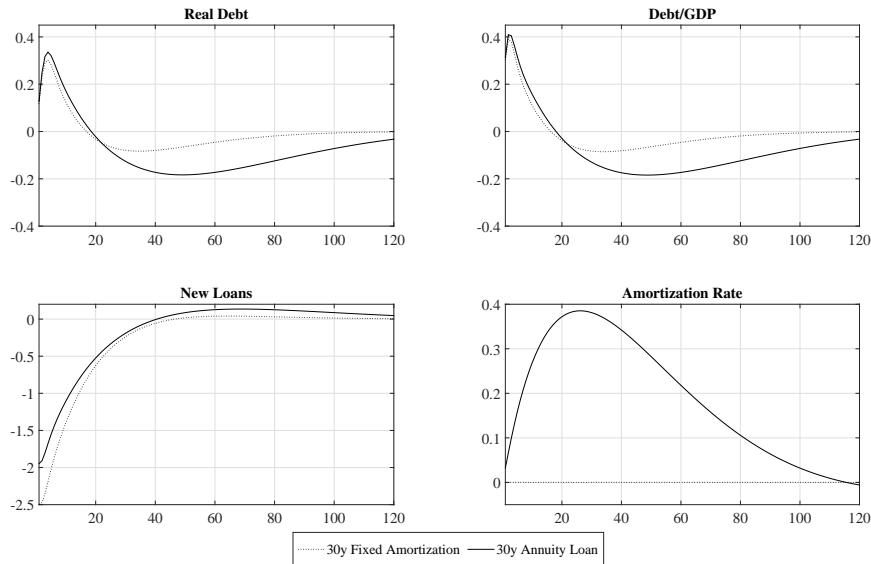 Real Debt
0.4
0.2
0
-0.2
-0.4
20 40 60 80 100 120
Debt/GDP
0.4
0.2
0
-0.2
-0.4
20 40 60 80 100 120
New Loans
0
-0.5
-1
-1.5
-2
-2.5
20 40 60 80 100 120
Amortization Rate
0.4
0.3
0.2
0.1
0
20 40 60 80 100 120
30y Fixed Amortization 30y Annuity Loan